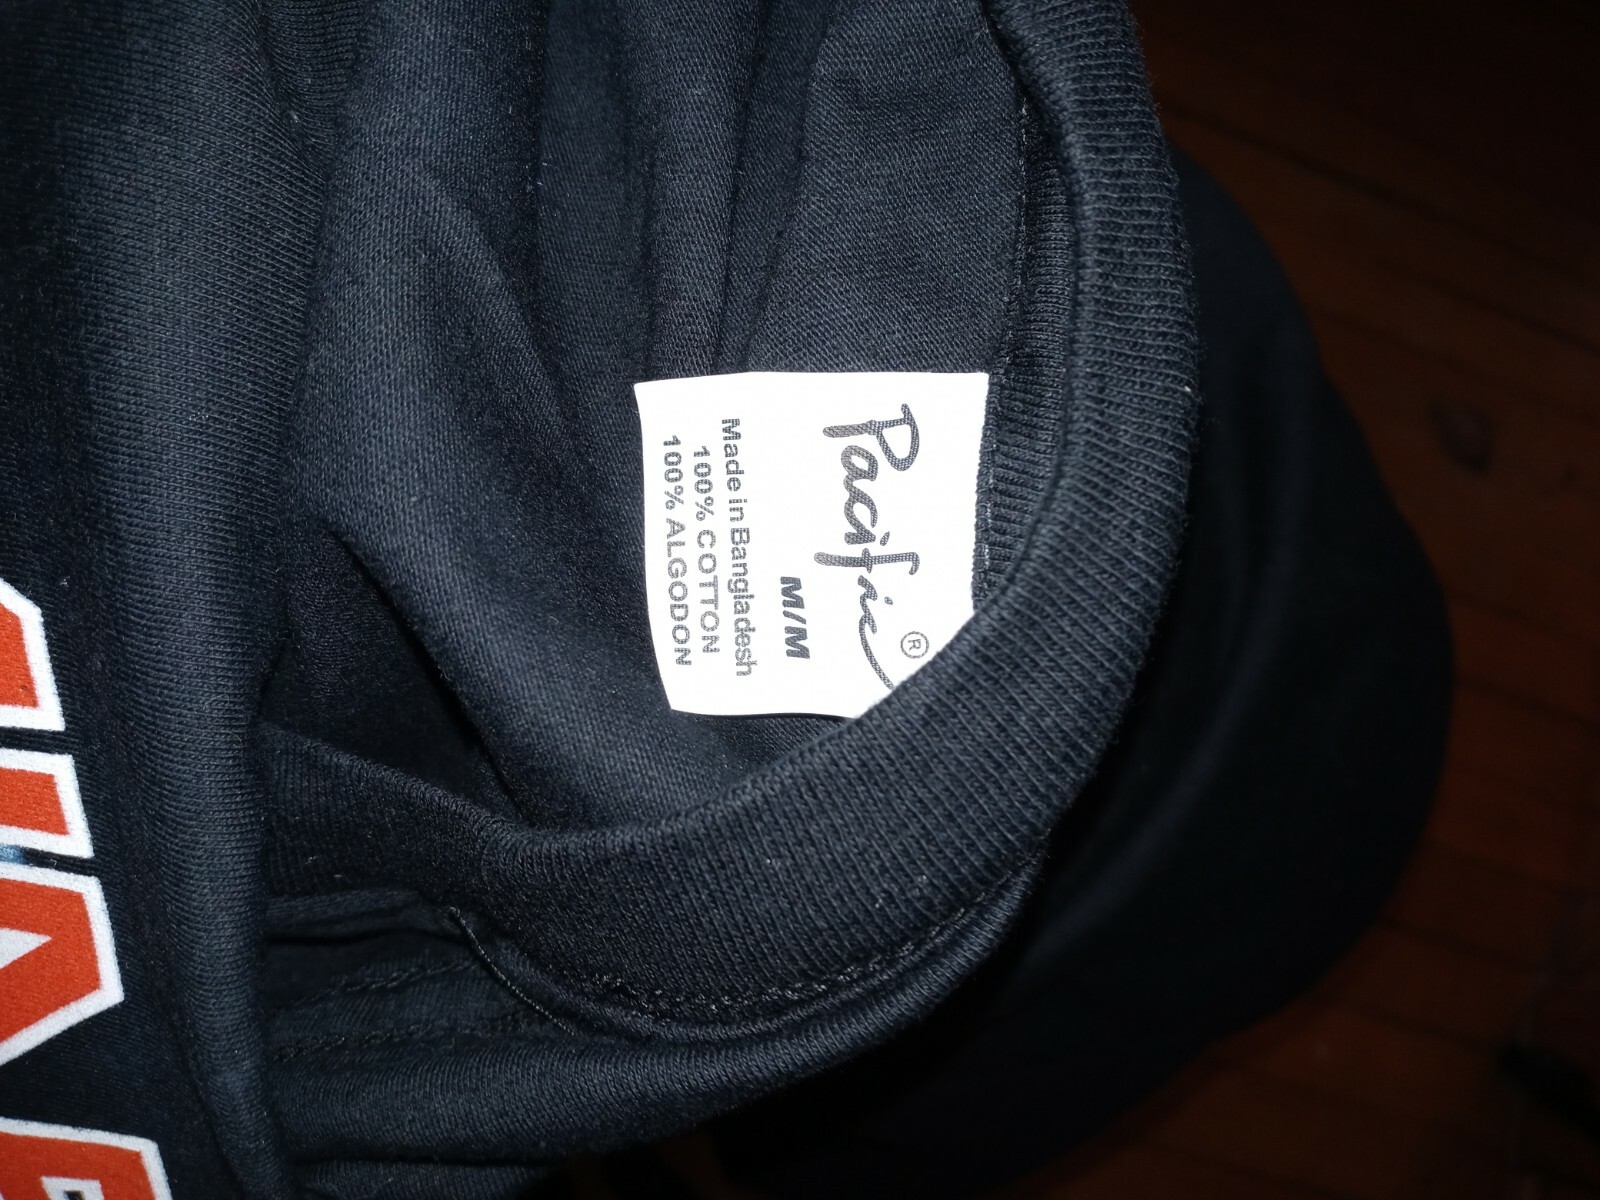 Pacific ®
M/M
Made in Bangladesh
100% COTTON
100% ALGODON